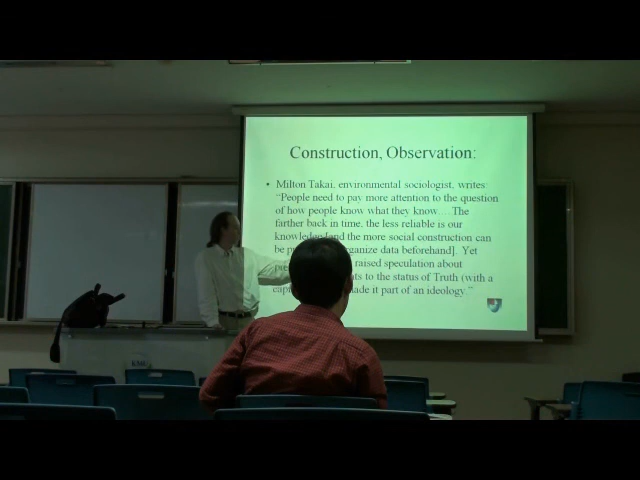 Construction, Observation:
• Milton Takai, environmental sociologist, writes:
“People need to pay more attention to the question
of how people know what they know… The
farther back in time, the less reliable is our
and the more social construction can
organize data beforehand]. Yet
raised speculation about
to the status of Truth (with a
made it part of an ideology.”